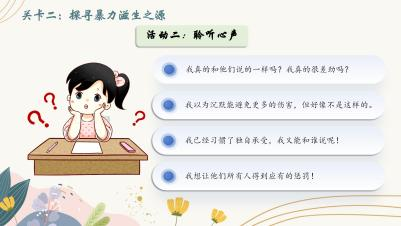 关卡二：探寻暴力滋生之源
活动二：聆听心声
我真的和他们说的一样吗？我真的很差劲吗？
我以为沉默能避免更多的伤害，但好像不是这样的。
我已经习惯了独自承受，我又能和谁说呢！
我想让他们所有人得到应有的惩罚！